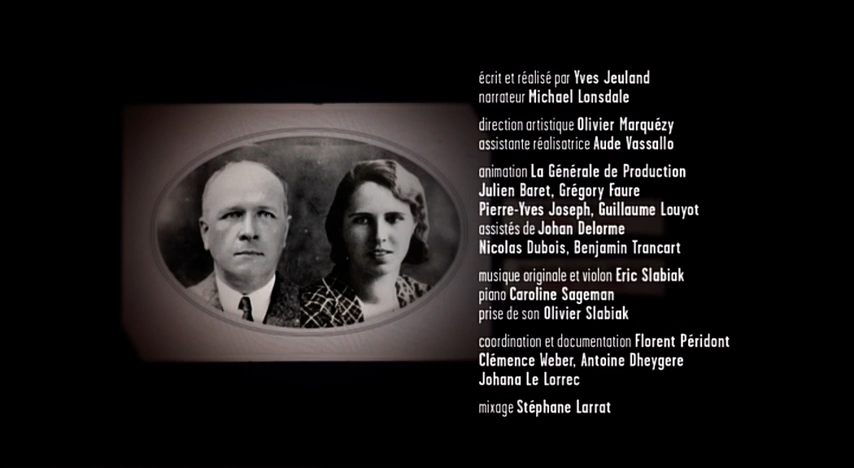 écrit et réalisé par Yves Jeuland
narrateur Michael Lonsdale
direction artistique Olivier Marquézy
assistante réalisatrice Aude Vassallo
animation La Générale de Production
Julien Baret, Grégory Faure
Pierre-Yves Joseph, Guillaume Louyot
assistés de Johan Delorme
Nicolas Dubois, Benjamin Trancart
musique originale et violon Eric Slabiak
piano Caroline Sageman
prise de son Olivier Slabiak
coordination et documentation Florent Péridont
Clémence Weber, Antoine Dheygere
Johana Le Lorrec
mixage Stéphane Larrat